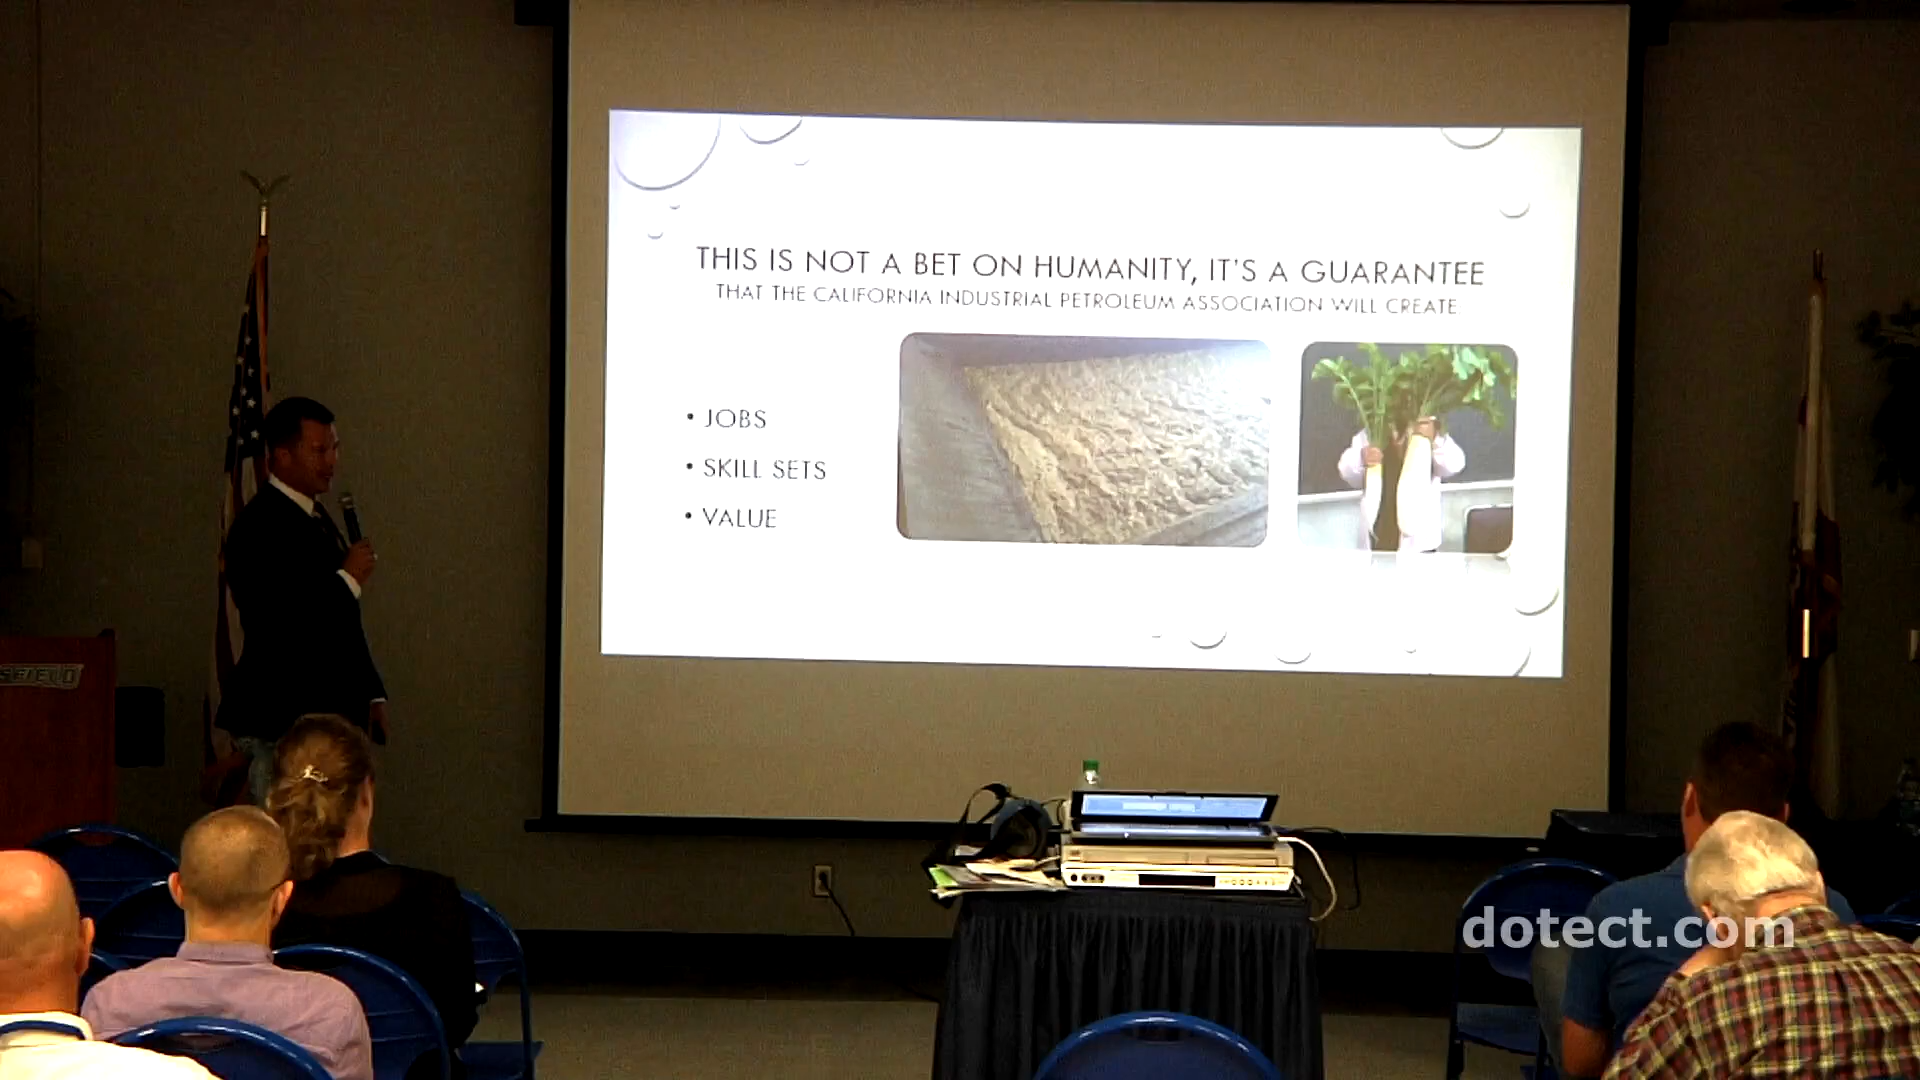 THIS IS NOT A BET ON HUMANITY, IT'S A GUARANTEE
THAT THE CALIFORNIA INDUSTRIAL PETROLEUM ASSOCIATION WILL CREATE
• JOBS
• SKILL SETS
• VALUE
SFIELD
dotect.com